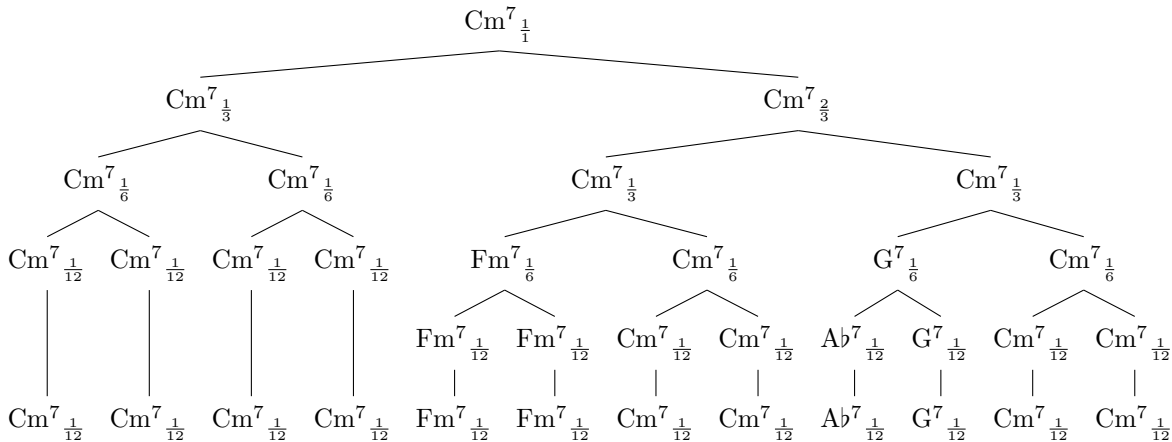 Cm⁷ 1/1
Cm⁷ 1/3 Cm⁷ 2/3
Cm⁷ 1/6 Cm⁷ 1/6 Cm⁷ 1/3 Cm⁷ 1/3
Cm⁷ 1/12 Cm⁷ 1/12 Cm⁷ 1/12 Cm⁷ 1/12 Fm⁷ 1/6 Cm⁷ 1/6 G⁷ 1/6 Cm⁷ 1/6
Fm⁷ 1/12 Fm⁷ 1/12 Cm⁷ 1/12 Cm⁷ 1/12 A♭⁷ 1/12 G⁷ 1/12 Cm⁷ 1/12 Cm⁷ 1/12
Cm⁷ 1/12 Cm⁷ 1/12 Cm⁷ 1/12 Cm⁷ 1/12 Fm⁷ 1/12 Fm⁷ 1/12 Cm⁷ 1/12 Cm⁷ 1/12 A♭⁷ 1/12 G⁷ 1/12 Cm⁷ 1/12 Cm⁷ 1/12